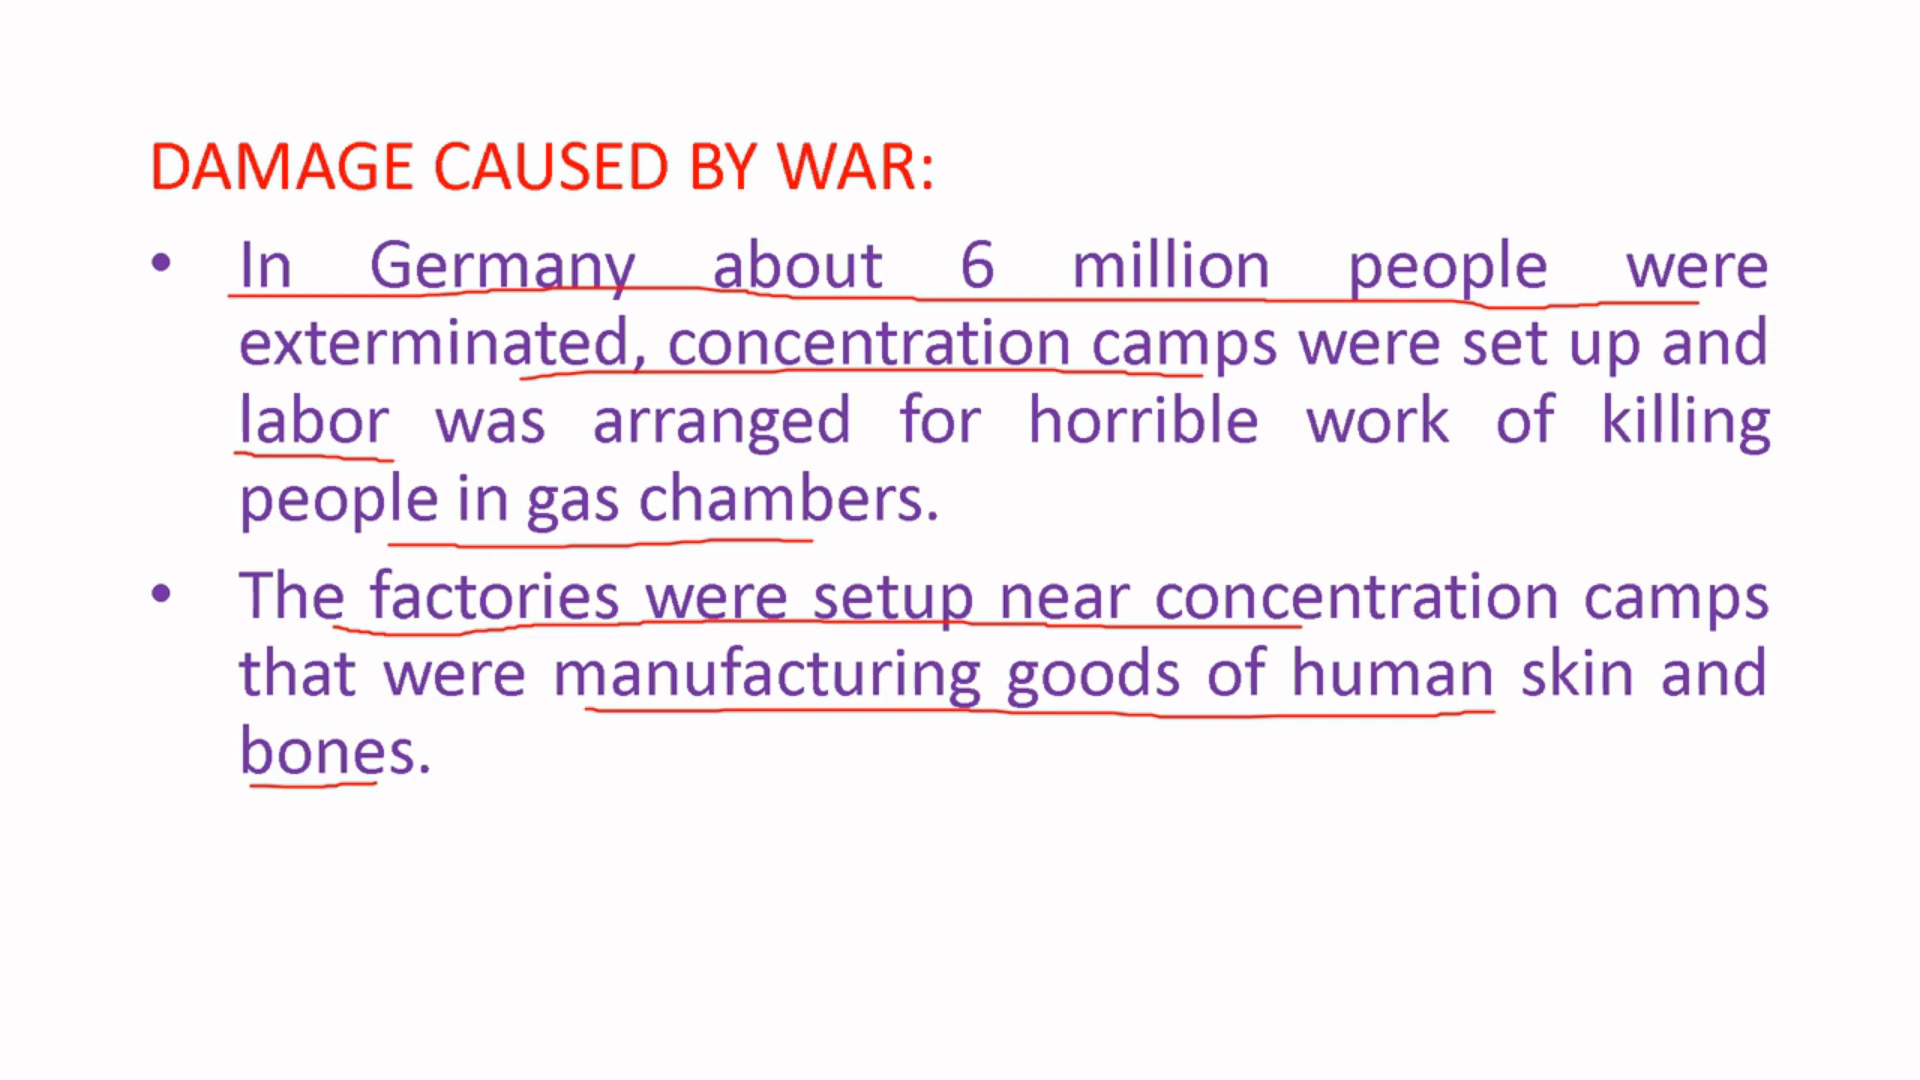 DAMAGE CAUSED BY WAR:
• In Germany about 6 million people were
exterminated, concentration camps were set up and
labor was arranged for horrible work of killing
people in gas chambers.
• The factories were setup near concentration camps
that were manufacturing goods of human skin and
bones.